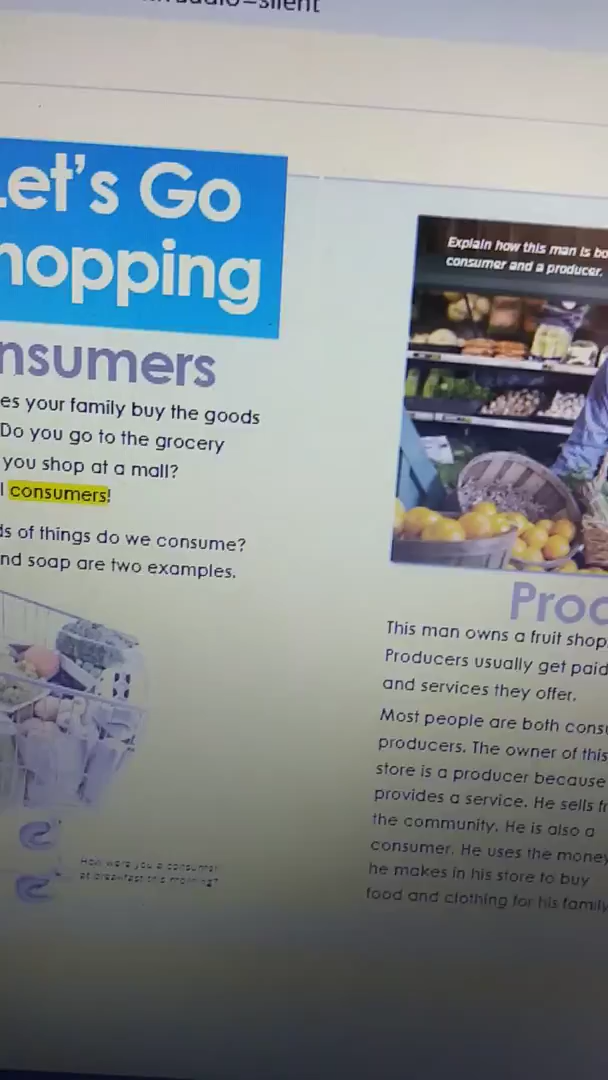 Let's Go
hopping
nsumers
es your family buy the goods
Do you go to the grocery
you shop at a mall?
l consumers!
ds of things do we consume?
nd soap are two examples.
How were you a consumer
at breakfast this morning?
Explain how this man is bo
consumer and a producer.
Proc
This man owns a fruit shop.
Producers usually get paid
and services they offer.
Most people are both consu
producers. The owner of this
store is a producer because
provides a service. He sells fr
the community. He is also a
consumer. He uses the money
he makes in his store to buy
food and clothing for his family